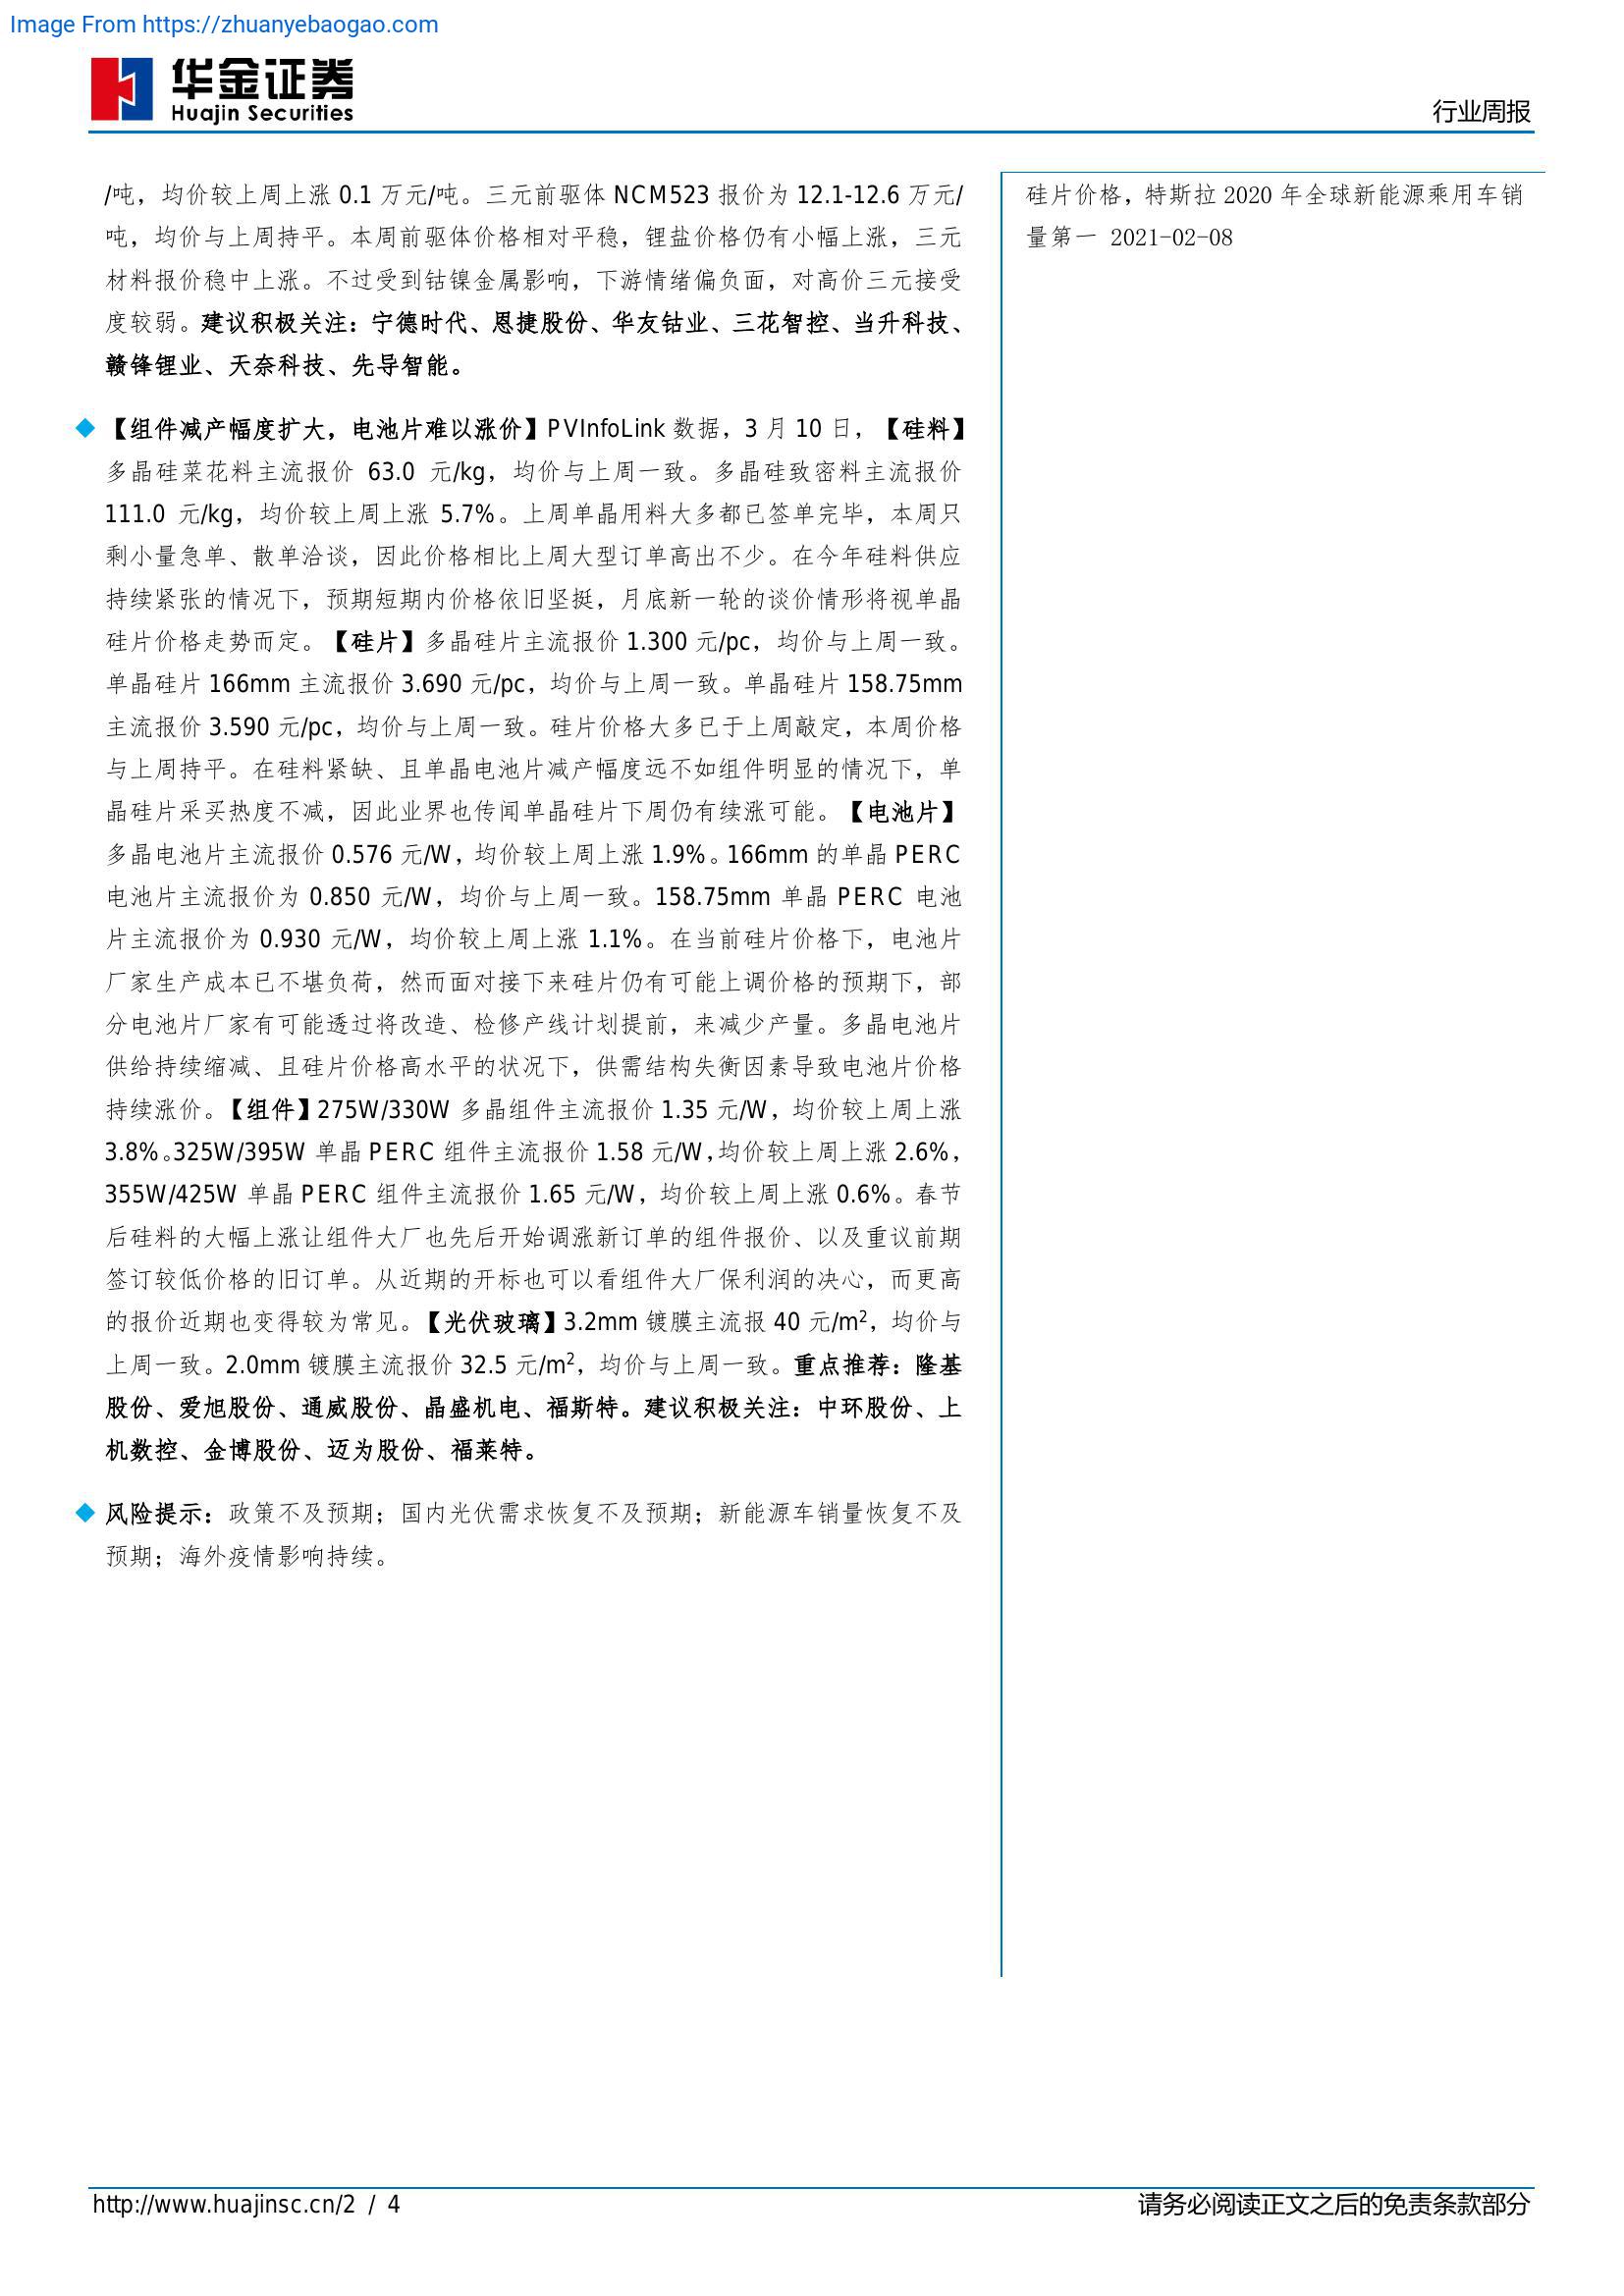 Image From https://zhuanyebaogao.com
华金证券
Huajin Securities
行业周报
/吨，均价较上周上涨 0.1 万元/吨。三元前驱体 NCM523 报价为 12.1-12.6 万元/
吨，均价与上周持平。本周前驱体价格相对平稳，锂盐价格仍有小幅上涨，三元
材料报价稳中上涨。不过受到钴镍金属影响，下游情绪偏负面，对高价三元接受
度较弱。建议积极关注：宁德时代、恩捷股份、华友钴业、三花智控、当升科技、
赣锋锂业、天奈科技、先导智能。
◆ 【组件减产幅度扩大，电池片难以涨价】PVInfoLink 数据，3 月 10 日，【硅料】
多晶硅菜花料主流报价 63.0 元/kg，均价与上周一致。多晶硅致密料主流报价
111.0 元/kg，均价较上周上涨 5.7%。上周单晶用料大多都已签单完毕，本周只
剩小量急单、散单洽谈，因此价格相比上周大型订单高出不少。在今年硅料供应
持续紧张的情况下，预期短期内价格依旧坚挺，月底新一轮的谈价情形将视单晶
硅片价格走势而定。【硅片】多晶硅片主流报价 1.300 元/pc，均价与上周一致。
单晶硅片 166mm 主流报价 3.690 元/pc，均价与上周一致。单晶硅片 158.75mm
主流报价 3.590 元/pc，均价与上周一致。硅片价格大多已于上周敲定，本周价格
与上周持平。在硅料紧缺、且单晶电池片减产幅度远不如组件明显的情况下，单
晶硅片采买热度不减，因此业界也传闻单晶硅片下周仍有续涨可能。【电池片】
多晶电池片主流报价 0.576 元/W，均价较上周上涨 1.9%。166mm 的单晶 PERC
电池片主流报价为 0.850 元/W，均价与上周一致。158.75mm 单晶 PERC 电池
片主流报价为 0.930 元/W，均价较上周上涨 1.1%。在当前硅片价格下，电池片
厂家生产成本已不堪负荷，然而面对接下来硅片仍有可能上调价格的预期下，部
分电池片厂家有可能透过将改造、检修产线计划提前，来减少产量。多晶电池片
供给持续缩减、且硅片价格高水平的状况下，供需结构失衡因素导致电池片价格
持续涨价。【组件】275W/330W 多晶组件主流报价 1.35 元/W，均价较上周上涨
3.8%。325W/395W 单晶 PERC 组件主流报价 1.58 元/W，均价较上周上涨 2.6%，
355W/425W 单晶 PERC 组件主流报价 1.65 元/W，均价较上周上涨 0.6%。春节
后硅料的大幅上涨让组件大厂也先后开始调涨新订单的组件报价、以及重议前期
签订较低价格的旧订单。从近期的开标也可以看组件大厂保利润的决心，而更高
的报价近期也变得较为常见。【光伏玻璃】3.2mm 镀膜主流报 40 元/m²，均价与
上周一致。2.0mm 镀膜主流报价 32.5 元/m²，均价与上周一致。重点推荐：隆基
股份、爱旭股份、通威股份、晶盛机电、福斯特。建议积极关注：中环股份、上
机数控、金博股份、迈为股份、福莱特。
◆ 风险提示：政策不及预期；国内光伏需求恢复不及预期；新能源车销量恢复不及
预期；海外疫情影响持续。
硅片价格，特斯拉 2020 年全球新能源乘用车销
量第一 2021-02-08
http://www.huajinsc.cn/2 / 4
请务必阅读正文之后的免责条款部分